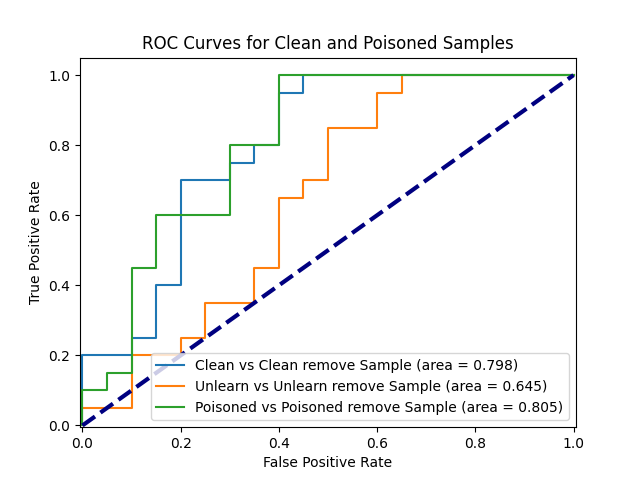 ROC Curves for Clean and Poisoned Samples
True Positive Rate
1.0
0.8
0.6
0.4
0.2
0.0
Clean vs Clean remove Sample (area = 0.798)
Unlearn vs Unlearn remove Sample (area = 0.645)
Poisoned vs Poisoned remove Sample (area = 0.805)
0.0 0.2 0.4 0.6 0.8 1.0
False Positive Rate